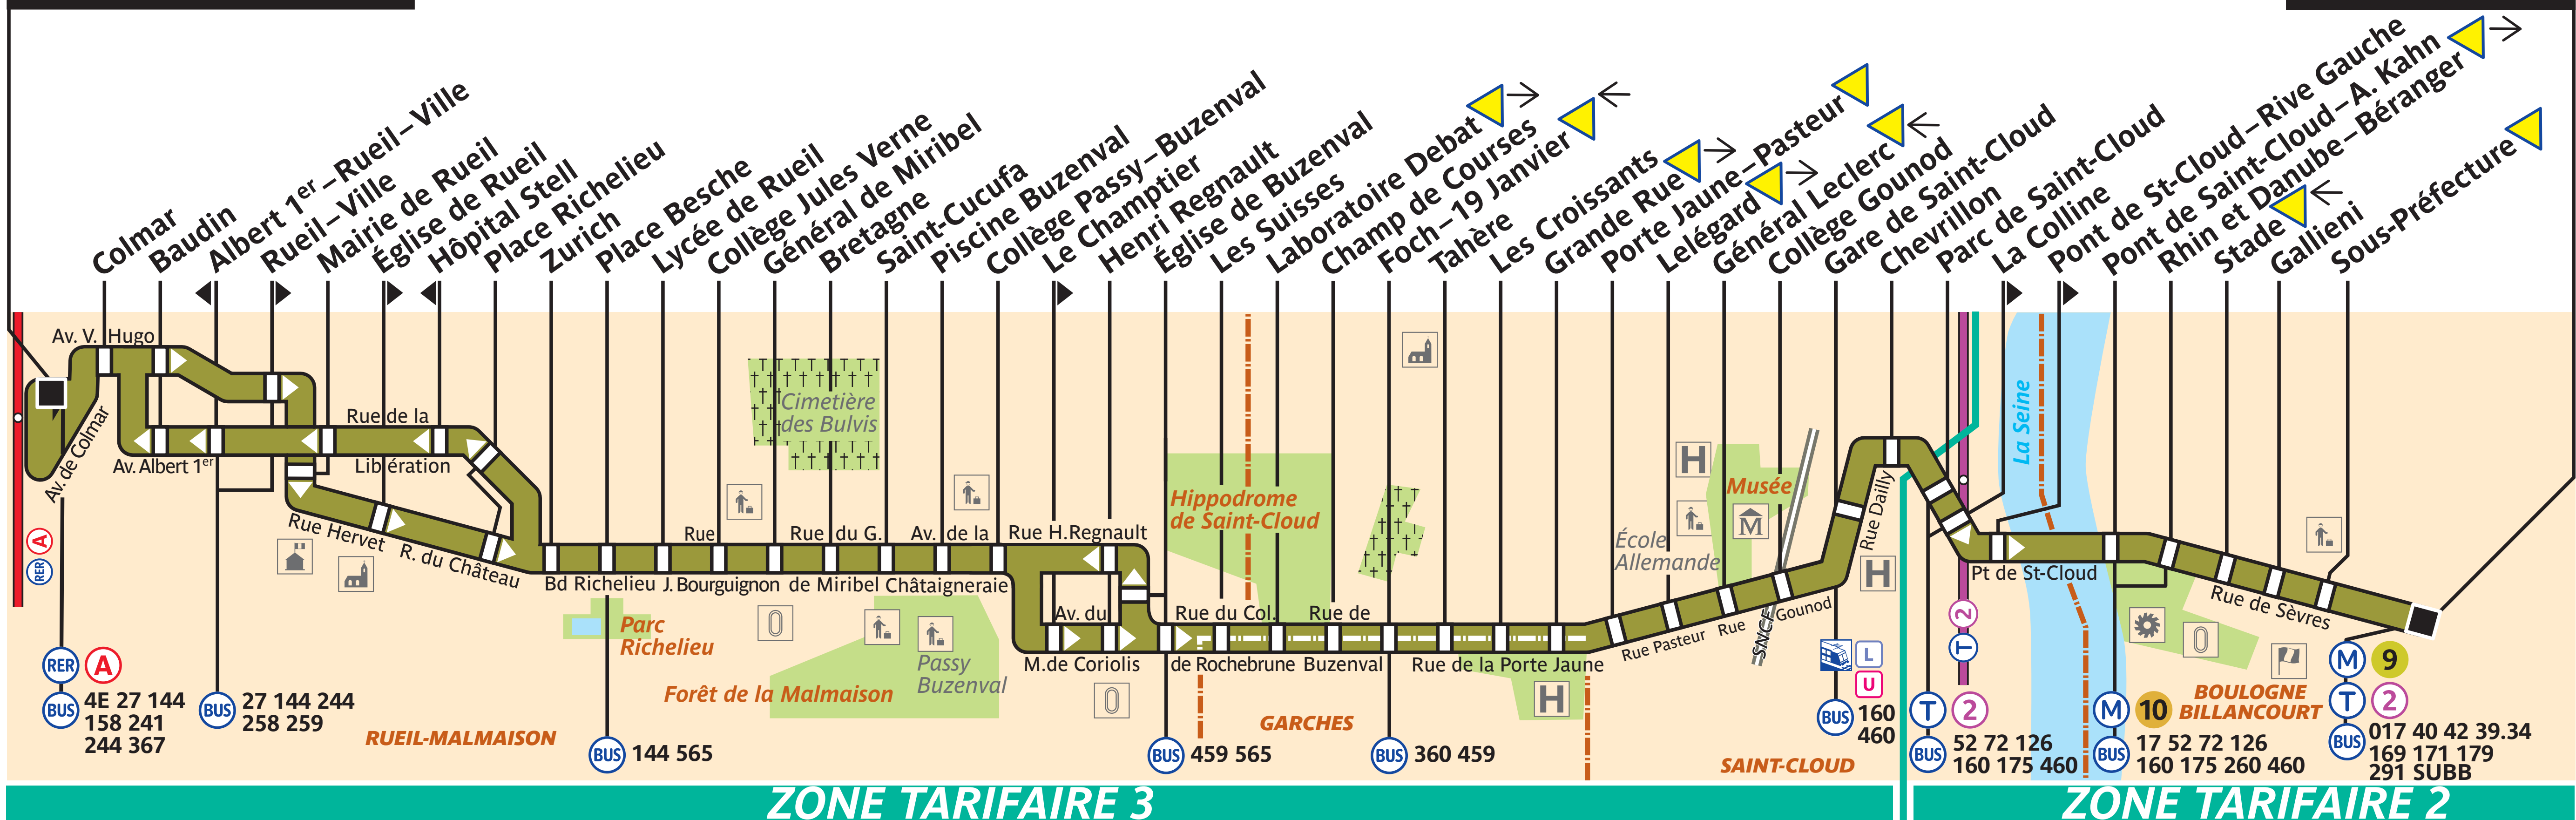 Colmar
Baudin
Albert 1er – Rueil – Ville
Rueil – Ville
Mairie de Rueil
Église de Rueil
Hôpital Stell
Place Richelieu
Zurich
Place Besche
Lycée de Rueil
Collège Jules Verne
Général de Miribel
Bretagne
Saint-Cucufa
Piscine Buzenval
Collège Passy – Buzenval
Le Champtier
Henri Regnault
Église de Buzenval
Les Suisses
Laboratoire Debat
Champ de Courses
Foch–19 Janvier
Tahère
Les Croissants
Grande Rue
Porte Jaune–Pasteur
Lelégard
Général Leclerc
Collège Gounod
Gare de Saint-Cloud
Chevrillon
Parc de Saint-Cloud
La Colline
Pont de St-Cloud – Rive Gauche
Pont de Saint-Cloud – A. Kahn
Rhin et Danube – Béranger
Stade
Gallieni
Sous-Préfecture
Av. V. Hugo
Av. de Colmar
Av. Albert 1er
Rue de la
Libération
Rue Hervet
R. du Château
Bd Richelieu
Rue
J. Bourguignon
Rue du G.
de Miribel
Av. de la
Châtaigneraie
Rue H.Regnault
Av. du
M.de Coriolis
Rue du Col.
de Rochebrune
Rue de
Buzenval
Rue de la Porte Jaune
Rue Pasteur
Rue Gounod
SNCF
Rue Dailly
Pt de St-Cloud
Rue de Sèvres
La Seine
Cimetière
des Bulvis
Hippodrome
de Saint-Cloud
École
Allemande
Musée
M
H
H
H
Parc
Richelieu
Forêt de la Malmaison
Passy
Buzenval
RUEIL-MALMAISON
GARCHES
SAINT-CLOUD
BOULOGNE
BILLANCOURT
RER A
RER A
BUS 4E 27 144
158 241
244 367
BUS 27 144 244
258 259
BUS 144 565
BUS 459 565
BUS 360 459
L
U
BUS 160
460
T 2
T 2
BUS 52 72 126
160 175 460
M 10
BUS 17 52 72 126
160 175 260 460
M 9
T 2
BUS 017 40 42 39.34
169 171 179
291 SUBB
ZONE TARIFAIRE 3
ZONE TARIFAIRE 2